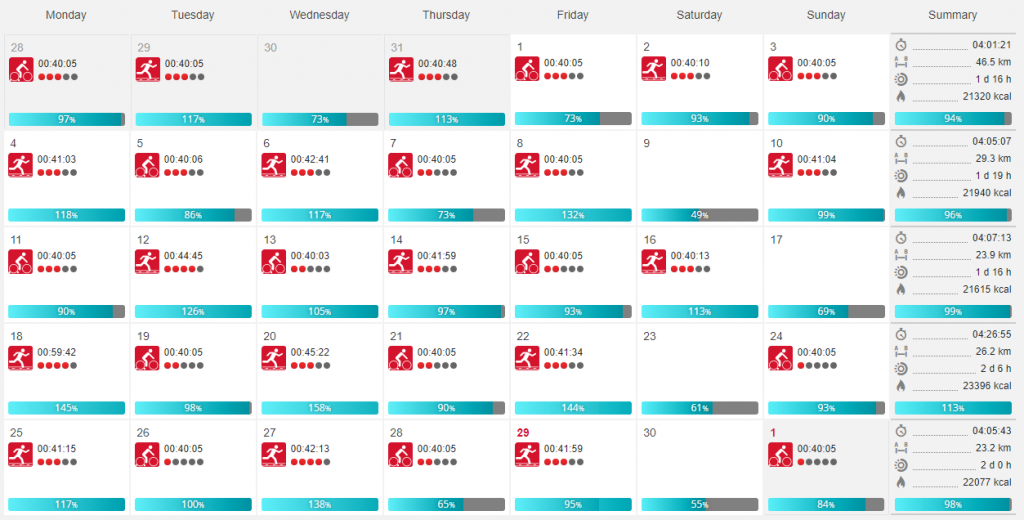 Monday Tuesday Wednesday Thursday Friday Saturday Sunday Summary
28 29 30 31 1 2 3 04:01:21
00:40:05 00:40:05 00:40:48 00:40:05 00:40:10 00:40:05 46.5 km
1 d 16 h
21320 kcal
97% 117% 73% 113% 73% 93% 90% 94%
4 5 6 7 8 9 10 04:05:07
00:41:03 00:40:06 00:42:41 00:40:05 00:40:05 00:41:04 29.3 km
1 d 19 h
21940 kcal
118% 86% 117% 73% 132% 49% 99% 96%
11 12 13 14 15 16 17 04:07:13
00:40:05 00:44:45 00:40:03 00:41:59 00:40:05 00:40:13 23.9 km
1 d 16 h
21615 kcal
90% 126% 105% 97% 93% 113% 69% 99%
18 19 20 21 22 23 24 04:26:55
00:59:42 00:40:05 00:45:22 00:40:05 00:41:34 00:40:05 26.2 km
2 d 6 h
23396 kcal
145% 98% 158% 90% 144% 61% 93% 113%
25 26 27 28 29 30 1 04:05:43
00:41:15 00:40:05 00:42:13 00:40:05 00:41:59 00:40:05 23.2 km
2 d 0 h
22077 kcal
117% 100% 138% 65% 95% 55% 84% 98%